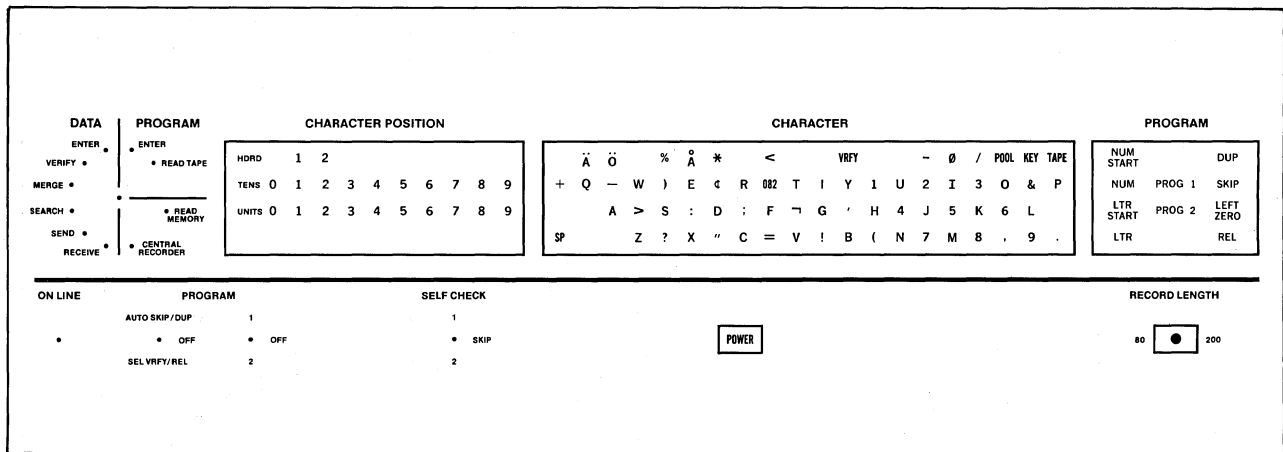 DATA PROGRAM CHARACTER POSITION CHARACTER PROGRAM
ENTER ENTER
VERIFY READ TAPE
MERGE
SEARCH READ MEMORY
SEND
RECEIVE CENTRAL RECORDER
HDRD 1 2
TENS 0 1 2 3 4 5 6 7 8 9
UNITS 0 1 2 3 4 5 6 7 8 9
Ä Ö % Å * < VRFY - Ø / POOL KEY TAPE
+ Q — W ) E ¢ R 082 T | Y 1 U 2 I 3 O & P
A > S : D ; F ¬ G ' H 4 J 5 K 6 L
SP Z ? X " C = V ! B ( N 7 M 8 , 9 .
NUM START DUP
NUM PROG 1 SKIP
LTR START PROG 2 LEFT ZERO
LTR REL
ON LINE PROGRAM SELF CHECK RECORD LENGTH
AUTO SKIP/DUP 1 1
OFF OFF SKIP POWER 80 200
SEL VRFY/REL 2 2